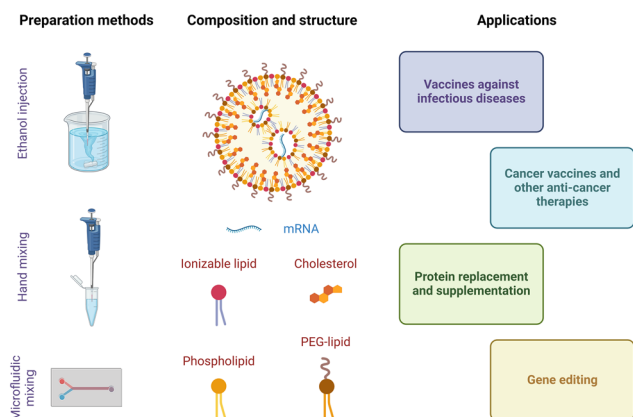 Preparation methods
Composition and structure
Applications
Ethanol injection
Vaccines against
infectious diseases
Cancer vaccines and
other anti-cancer
therapies
mRNA
Hand mixing
Ionizable lipid
Cholesterol
Protein replacement
and supplementation
PEG-lipid
Microfluidic
mixing
Phospholipid
Gene editing